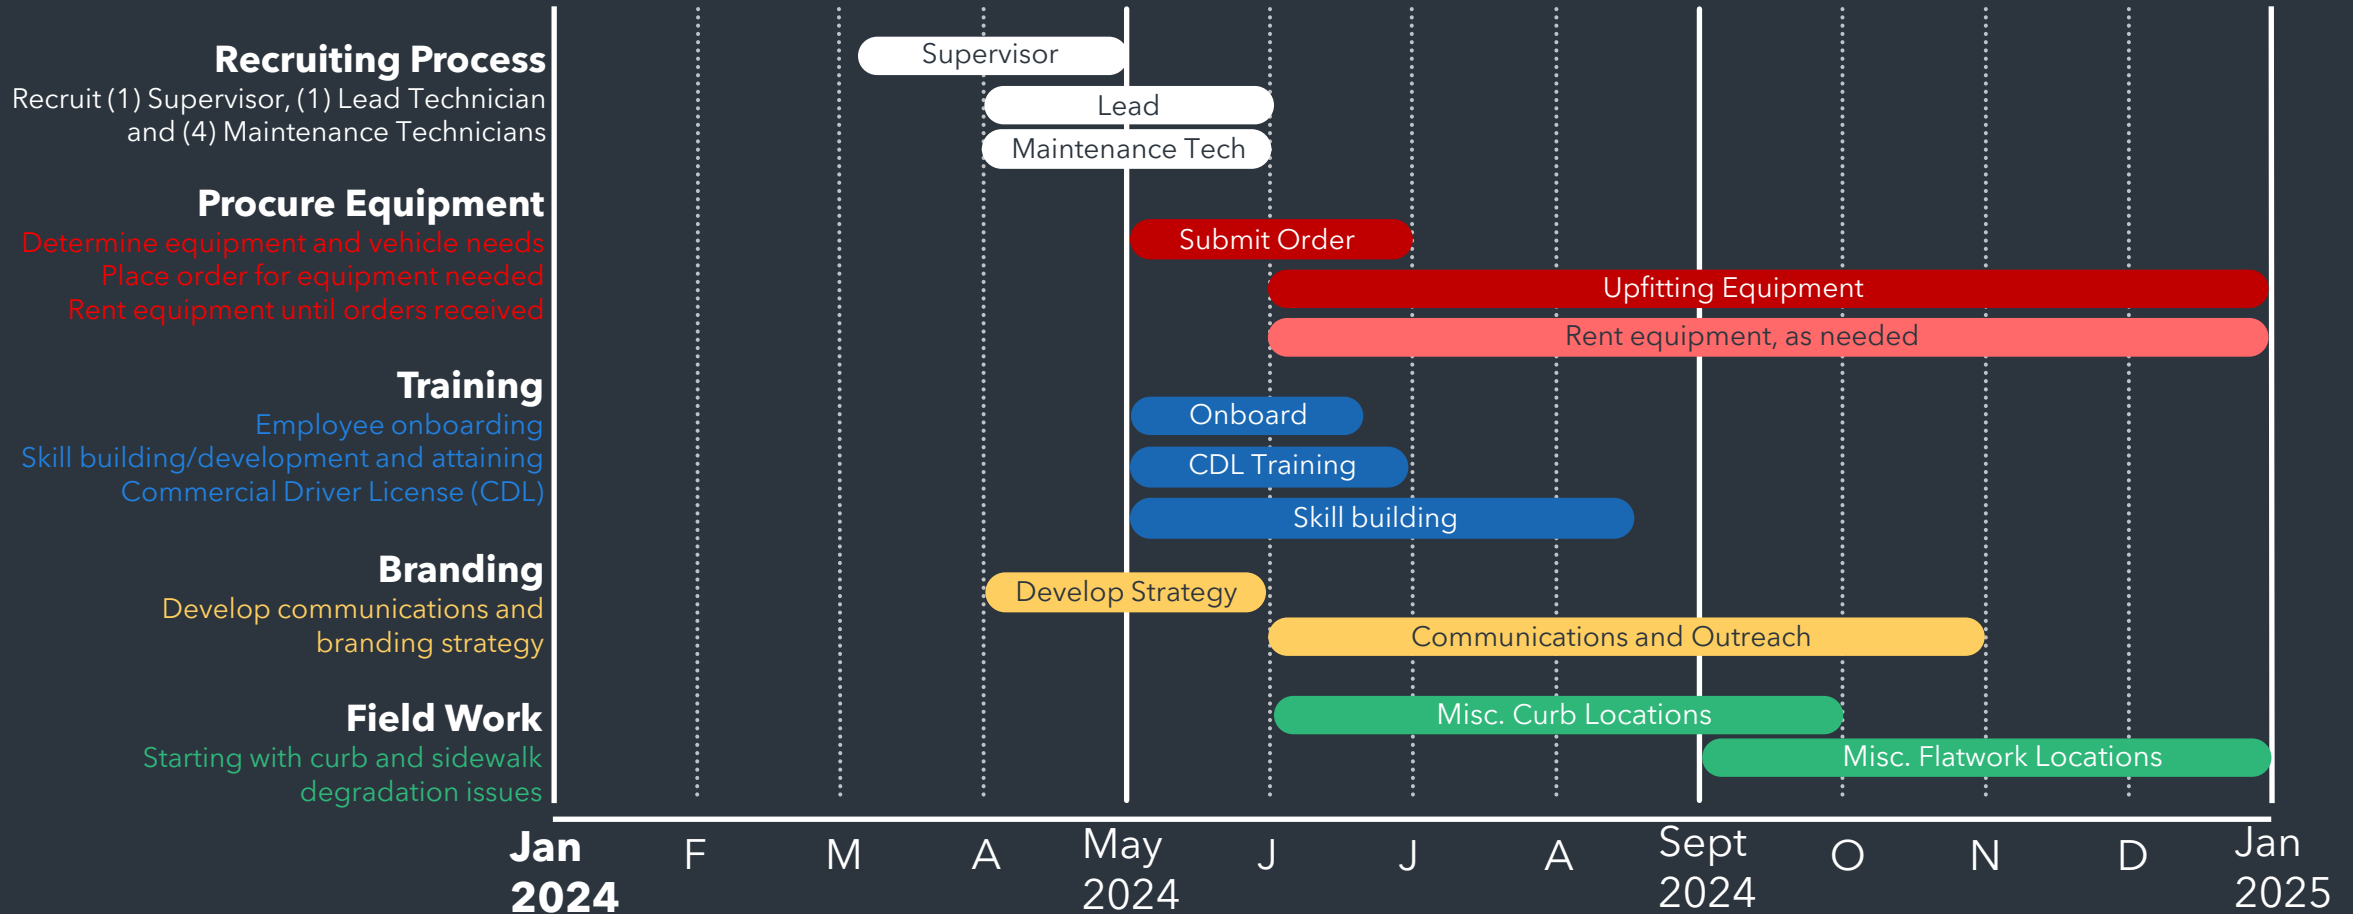 Recruiting Process
Recruit (1) Supervisor, (1) Lead Technician
and (4) Maintenance Technicians
Supervisor
Lead
Maintenance Tech
Procure Equipment
Determine equipment and vehicle needs
Place order for equipment needed
Rent equipment until orders received
Submit Order
Upfitting Equipment
Rent equipment, as needed
Training
Employee onboarding
Skill building/development and attaining
Commercial Driver License (CDL)
Onboard
CDL Training
Skill building
Branding
Develop communications and
branding strategy
Develop Strategy
Communications and Outreach
Field Work
Starting with curb and sidewalk
degradation issues
Misc. Curb Locations
Misc. Flatwork Locations
Jan
2024
F
M
A
May
2024
J
J
A
Sept
2024
O
N
D
Jan
2025